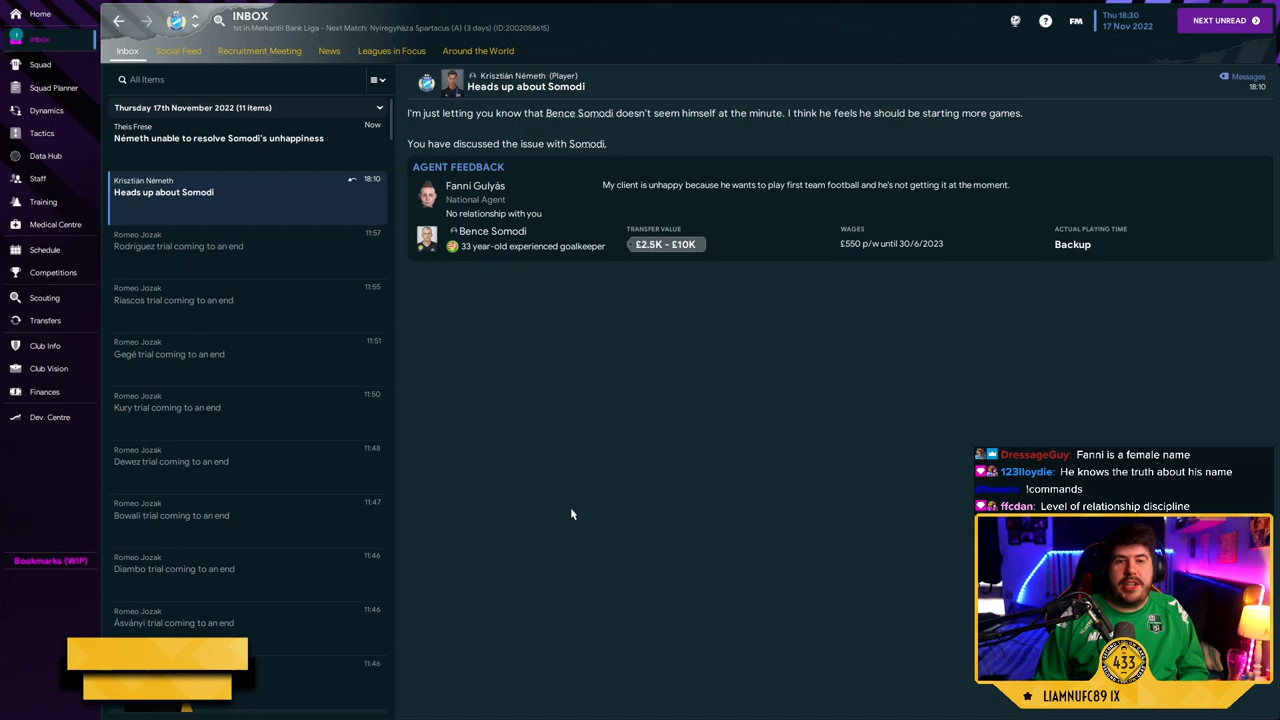 Home
1
Inbox
Squad
Squad Planner
Dynamics
Tactics
Data Hub
Staff
Training
Medical Centre
Schedule
Competitions
Scouting
Transfers
Club Info
Club Vision
Finances
Dev. Centre
Bookmarks (WIP)
INBOX
1st in Merkantil Bank Liga - Next Match: Nyíregyháza Spartacus (A) (3 days) (ID:2002058615)
?
FM
Thu 18:30
17 Nov 2022
NEXT UNREAD
Inbox
Social Feed
Recruitment Meeting
News
Leagues in Focus
Around the World
All Items
Thursday 17th November 2022 (11 items)
Theis Frese
Now
Németh unable to resolve Somodi's unhappiness
Krisztián Németh
18:10
Heads up about Somodi
Romeo Jozak
11:57
Rodríguez trial coming to an end
Romeo Jozak
11:55
Riascos trial coming to an end
Romeo Jozak
11:51
Gegé trial coming to an end
Romeo Jozak
11:50
Kury trial coming to an end
Romeo Jozak
11:48
Dewez trial coming to an end
Romeo Jozak
11:47
Bowali trial coming to an end
Romeo Jozak
11:46
Diambo trial coming to an end
Romeo Jozak
11:46
Ásványi trial coming to an end
11:46
Krisztián Németh (Player)
Heads up about Somodi
Messages
18:10
I'm just letting you know that Bence Somodi doesn't seem himself at the minute. I think he feels he should be starting more games.
You have discussed the issue with Somodi.
AGENT FEEDBACK
Fanni Gulyás
National Agent
No relationship with you
My client is unhappy because he wants to play first team football and he's not getting it at the moment.
Bence Somodi
33 year-old experienced goalkeeper
TRANSFER VALUE
£2.5K - £10K
WAGES
£550 p/w until 30/6/2023
ACTUAL PLAYING TIME
Backup
DressageGuy: Fanni is a female name
123lloydie: He knows the truth about his name
!commands
ffcdan: Level of relationship discipline
433
LIAMNUFC89 IX